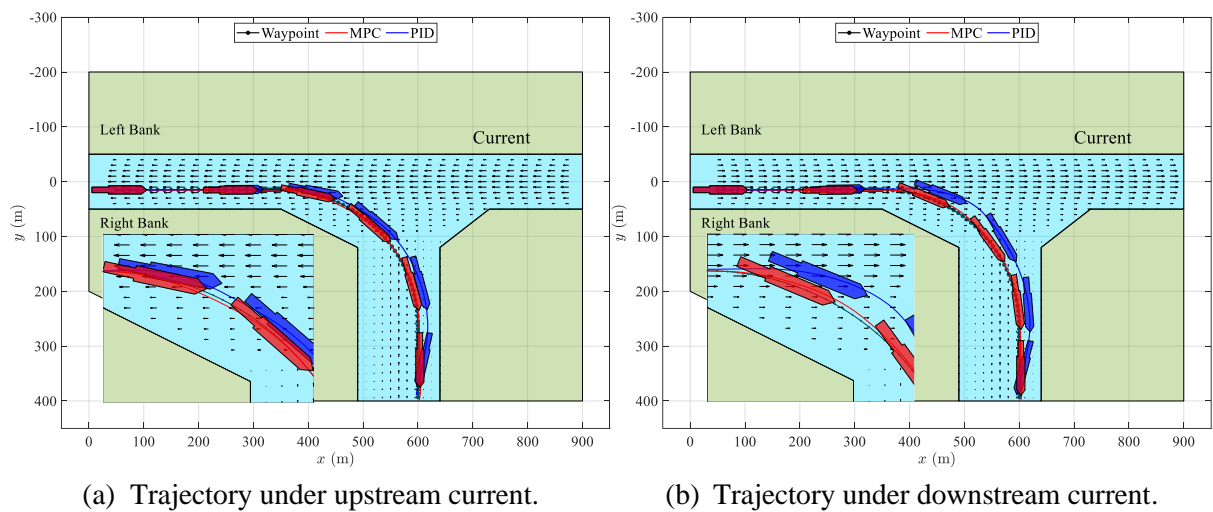 Waypoint MPC PID
-300
-200
-100
0
100
200
300
400
y (m)
Left Bank
Current
Right Bank
0 100 200 300 400 500 600 700 800 900
x (m)
(a) Trajectory under upstream current.
Waypoint MPC PID
-300
-200
-100
0
100
200
300
400
y (m)
Left Bank
Current
Right Bank
0 100 200 300 400 500 600 700 800 900
x (m)
(b) Trajectory under downstream current.